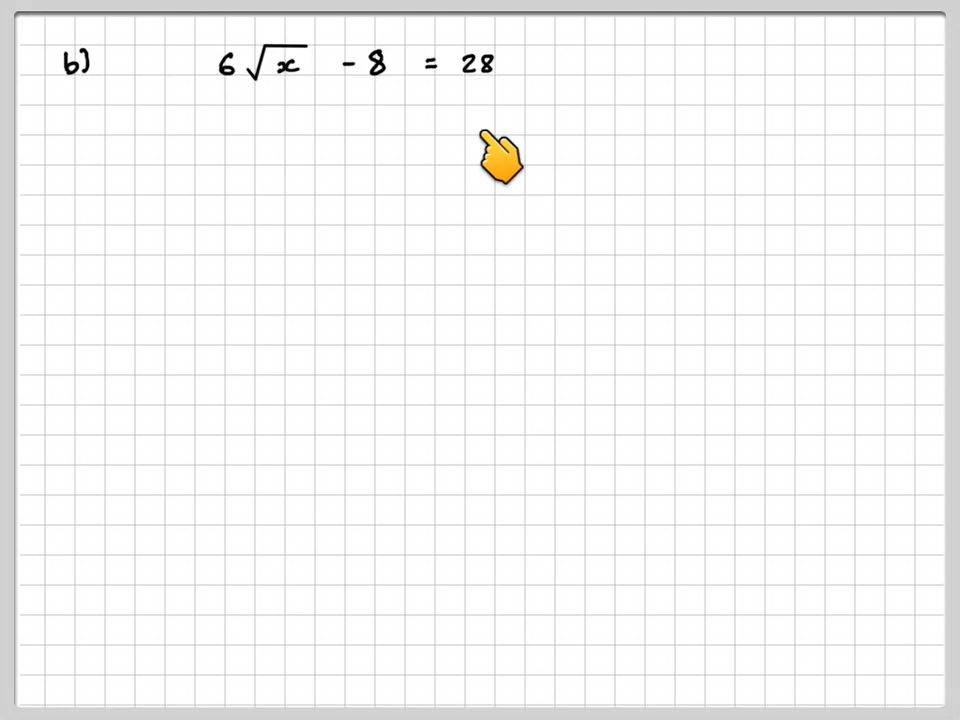 b) 6 √x - 8 = 28